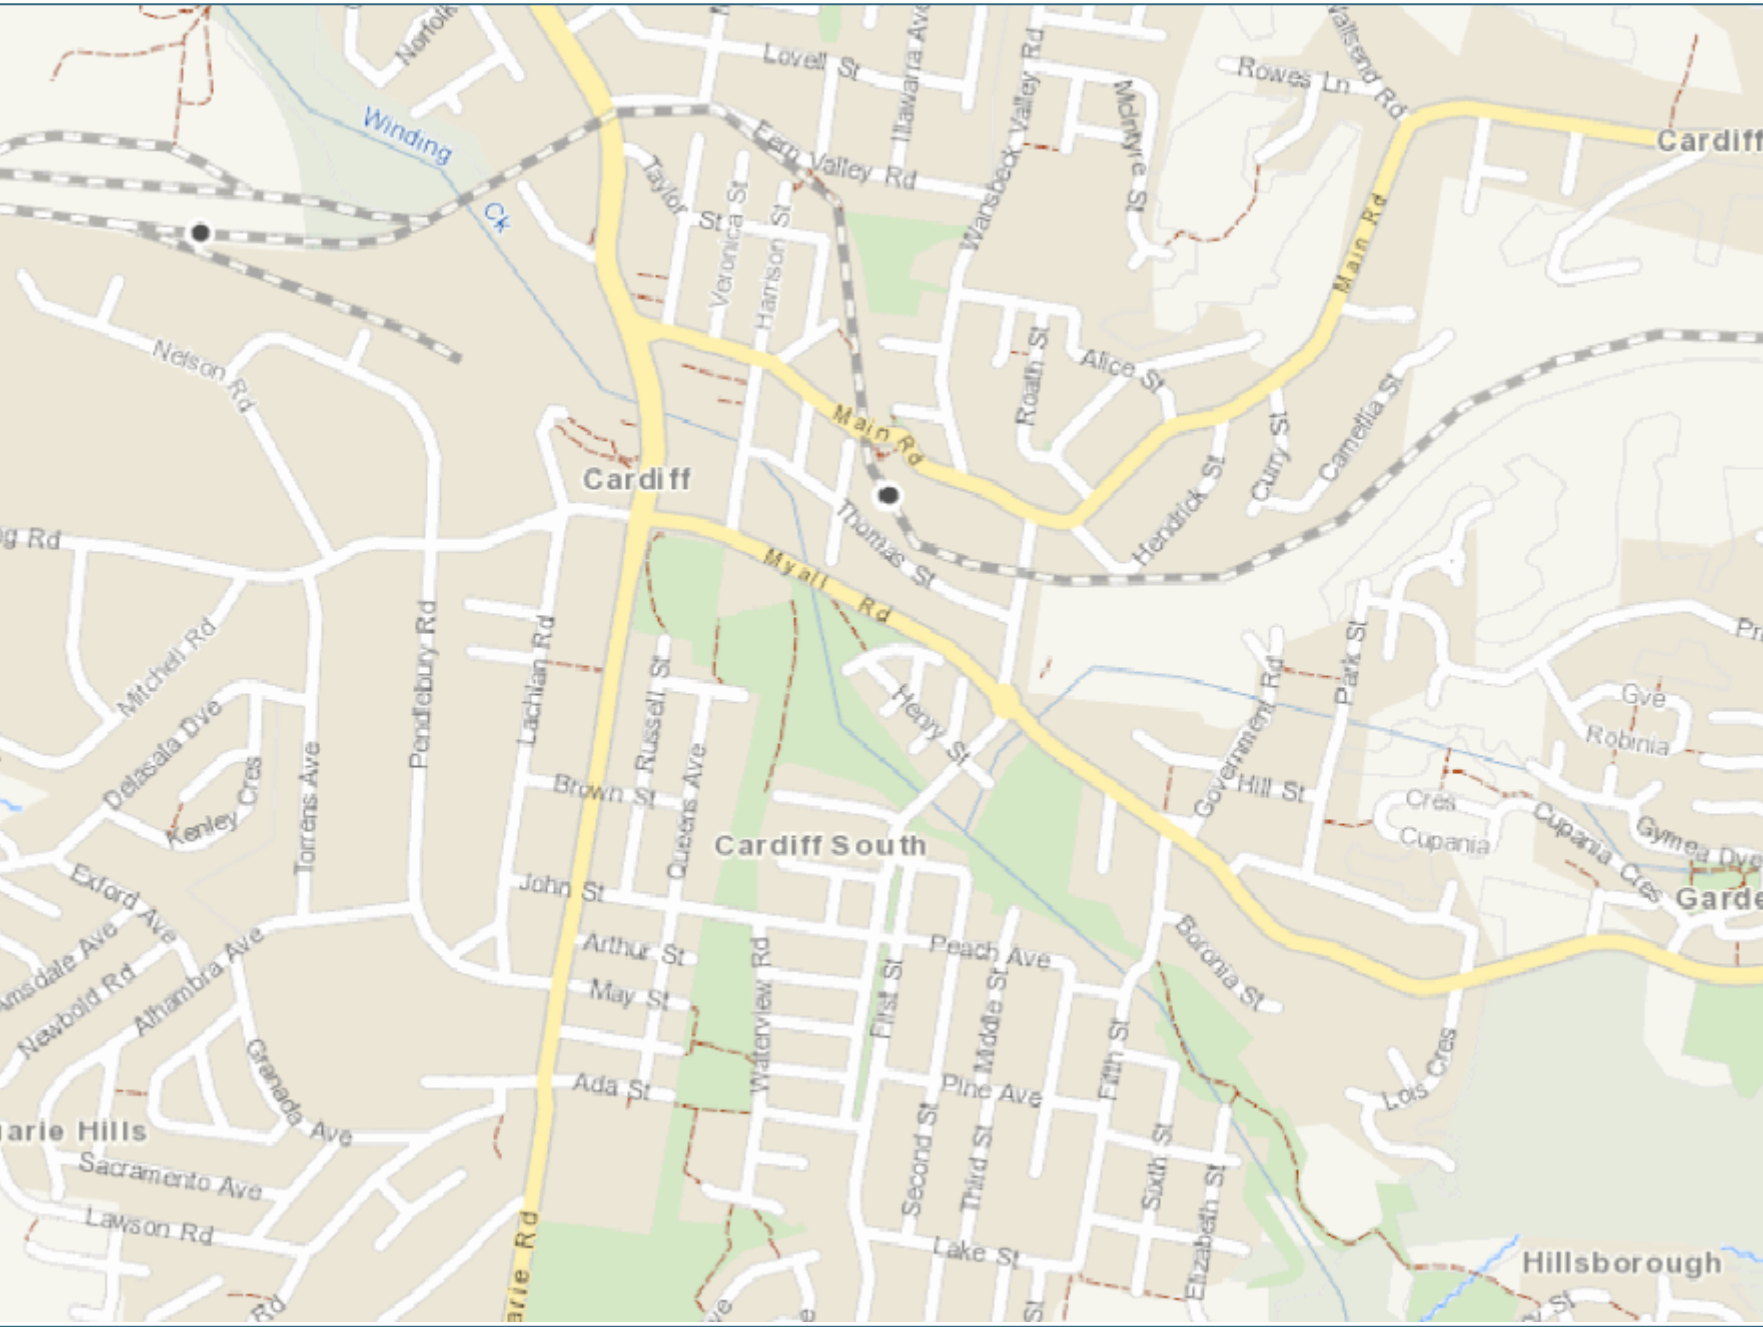 Norfolk
Lovell St
Illawarra Ave
Wansbeck Valley Rd
McIntyre St
Rowes Ln
Wallsend Rd
Cardiff
Winding
Ck
Fern Valley Rd
Taylor St
Veronica St
Harrison St
Main Rd
Nelson Rd
Roath St
Alice St
Main Rd
Curry St
Camellia St
Hendrick St
Cardiff
Thomas St
Myall Rd
Mitchell Rd
Pendlebury Rd
Lachlan Rd
Russell St
Henry St
Government Rd
Park St
Gve
Robinia
Delasala Dve
Kenley Cres
Torrens Ave
Brown St
Queens Ave
Cardiff South
Hill St
Cres
Cupania
Cupania Cres
Gymea Dve
Exford Ave
John St
Arthur St
Peach Ave
Boronia St
Newbold Rd
Alhambra Ave
May St
Waterview Rd
First St
Middle St
Fifth St
Lois Cres
Granada Ave
Ada St
Pine Ave
Sacramento Ave
Second St
Third St
Sixth St
Elizabeth St
Lawson Rd
Lake St
Hillsborough
Rd
St